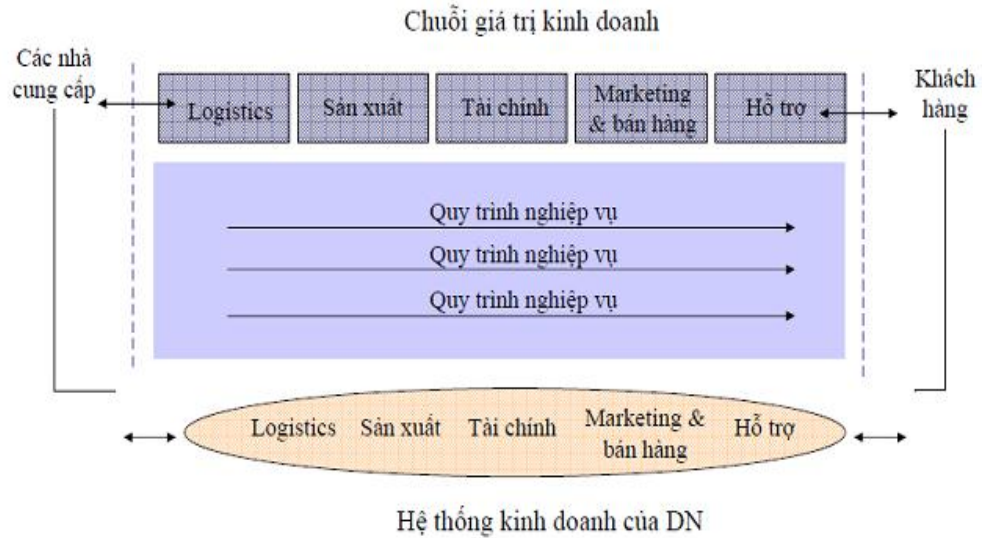 Chuỗi giá trị kinh doanh
Các nhà
cung cấp
Logistics
Sản xuất
Tài chính
Marketing
& bán hàng
Hỗ trợ
Khách
hàng
Quy trình nghiệp vụ
Quy trình nghiệp vụ
Quy trình nghiệp vụ
Logistics
Sản xuất
Tài chính
Marketing &
bán hàng
Hỗ trợ
Hệ thống kinh doanh của DN